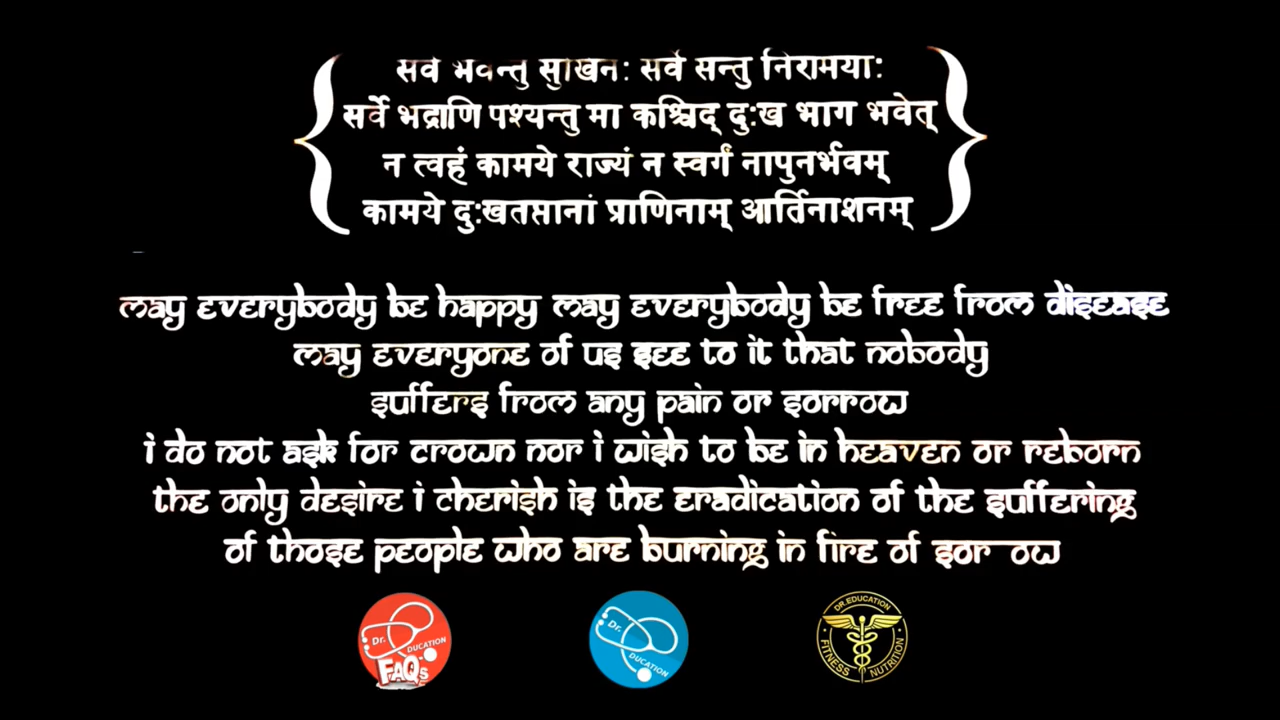 सर्वे भवन्तु सुखिन: सर्वे सन्तु निरामया:
सर्वे भद्राणि पश्यन्तु मा कश्चिद् दु:ख भाग भवेत्
न त्वहं कामये राज्यं न स्वर्गं नापुनर्भवम्
कामये दु:खतप्तानां प्राणिनाम् आर्तिनाशनम्
may everybody be happy may everybody be free from disease
may everyone of us see to it that nobody
suffers from any pain or sorrow
i do not ask for crown nor i wish to be in heaven or reborn
the only desire i cherish is the eradication of the suffering
of those people who are burning in fire of sor ow
Dr. DUCATION FAQs
Dr. DUCATION
DR.EDUCATION FITNESS NUTRITION